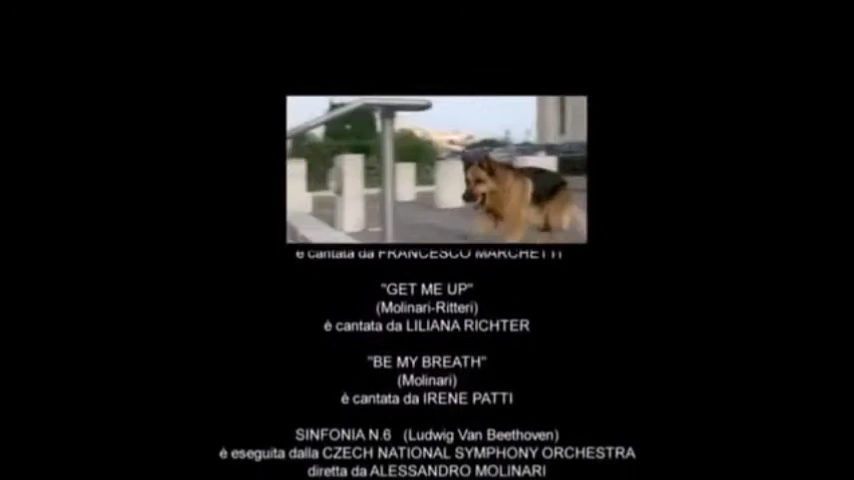 è cantata da FRANCESCO MARCHETTI
"GET ME UP"
(Molinari-Ritteri)
è cantata da LILIANA RICHTER
"BE MY BREATH"
(Molinari)
è cantata da IRENE PATTI
SINFONIA N.6 (Ludwig Van Beethoven)
è eseguita dalla CZECH NATIONAL SYMPHONY ORCHESTRA
diretta da ALESSANDRO MOLINARI